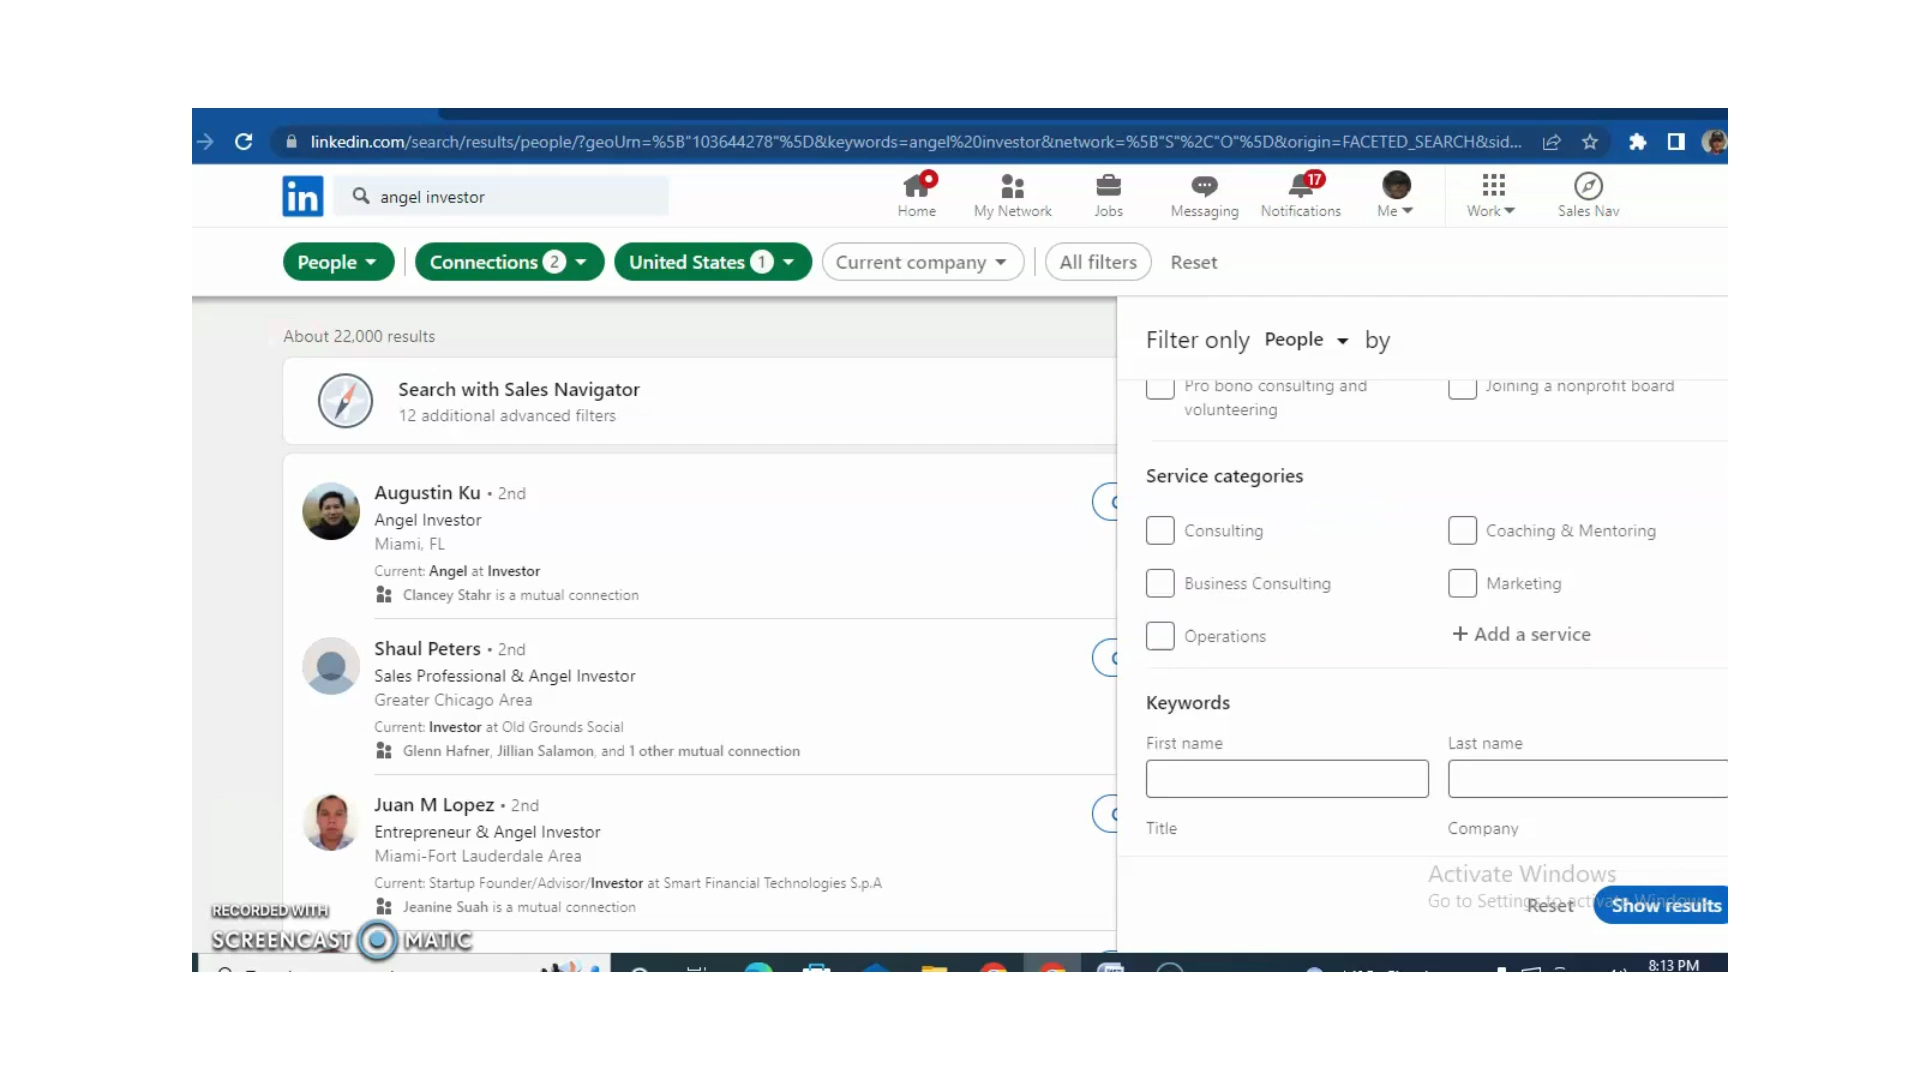 linkedin.com/search/results/people/?geoUrn=%5B"103644278"%5D&keywords=angel%20investor&network=%5B"S"%2C"O"%5D&origin=FACETED_SEARCH&sid...
in
angel investor
Home
My Network
Jobs
Messaging
17
Notifications
Me
Work
Sales Nav
People
Connections 2
United States 1
Current company
All filters
Reset
About 22,000 results
Search with Sales Navigator
12 additional advanced filters
Augustin Ku • 2nd
Angel Investor
Miami, FL
Current: Angel at Investor
Clancey Stahr is a mutual connection
Shaul Peters • 2nd
Sales Professional & Angel Investor
Greater Chicago Area
Current: Investor at Old Grounds Social
Glenn Hafner, Jillian Salamon, and 1 other mutual connection
Juan M Lopez • 2nd
Entrepreneur & Angel Investor
Miami-Fort Lauderdale Area
Current: Startup Founder/Advisor/Investor at Smart Financial Technologies S.p.A
Jeanine Suah is a mutual connection
Filter only People by
Pro bono consulting and
volunteering
Joining a nonprofit board
Service categories
Consulting
Coaching & Mentoring
Business Consulting
Marketing
Operations
+ Add a service
Keywords
First name
Last name
Title
Company
Activate Windows
Go to Settings to activate Windows.
Reset
Show results
RECORDED WITH
SCREENCAST MATIC
8:13 PM